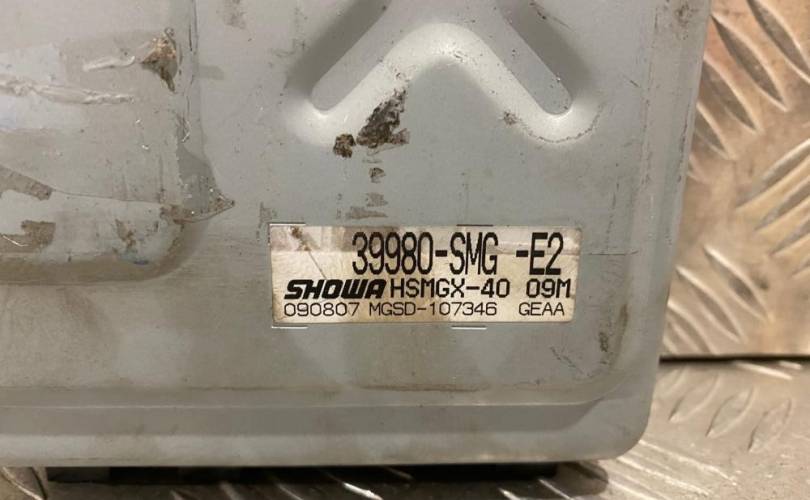 39980-SMG -E2
SHOWA HSMGX-40 09M
090807 MGSD-107346 GEAA